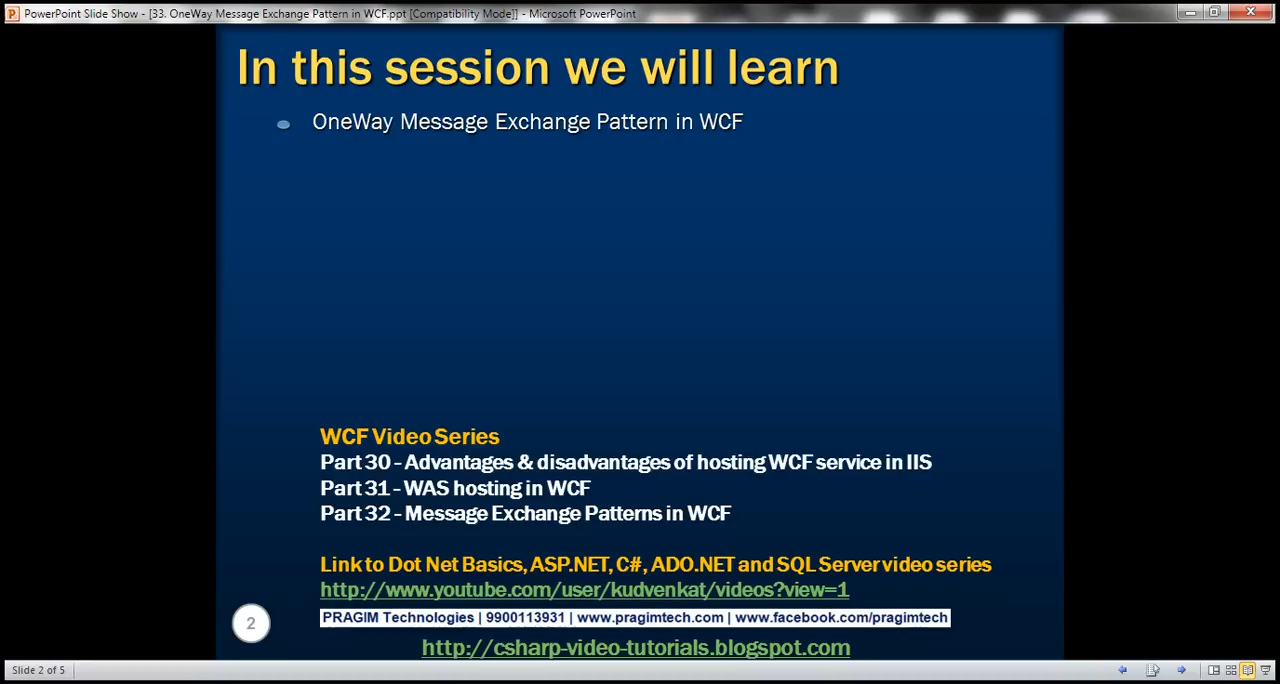 PowerPoint Slide Show - [33. OneWay Message Exchange Pattern in WCF.ppt [Compatibility Mode]] - Microsoft PowerPoint
In this session we will learn
OneWay Message Exchange Pattern in WCF
WCF Video Series
Part 30 - Advantages & disadvantages of hosting WCF service in IIS
Part 31 - WAS hosting in WCF
Part 32 - Message Exchange Patterns in WCF
Link to Dot Net Basics, ASP.NET, C#, ADO.NET and SQL Server video series
http://www.youtube.com/user/kudvenkat/videos?view=1
PRAGIM Technologies | 9900113931 | www.pragimtech.com | www.facebook.com/pragimtech
2
http://csharp-video-tutorials.blogspot.com
Slide 2 of 5